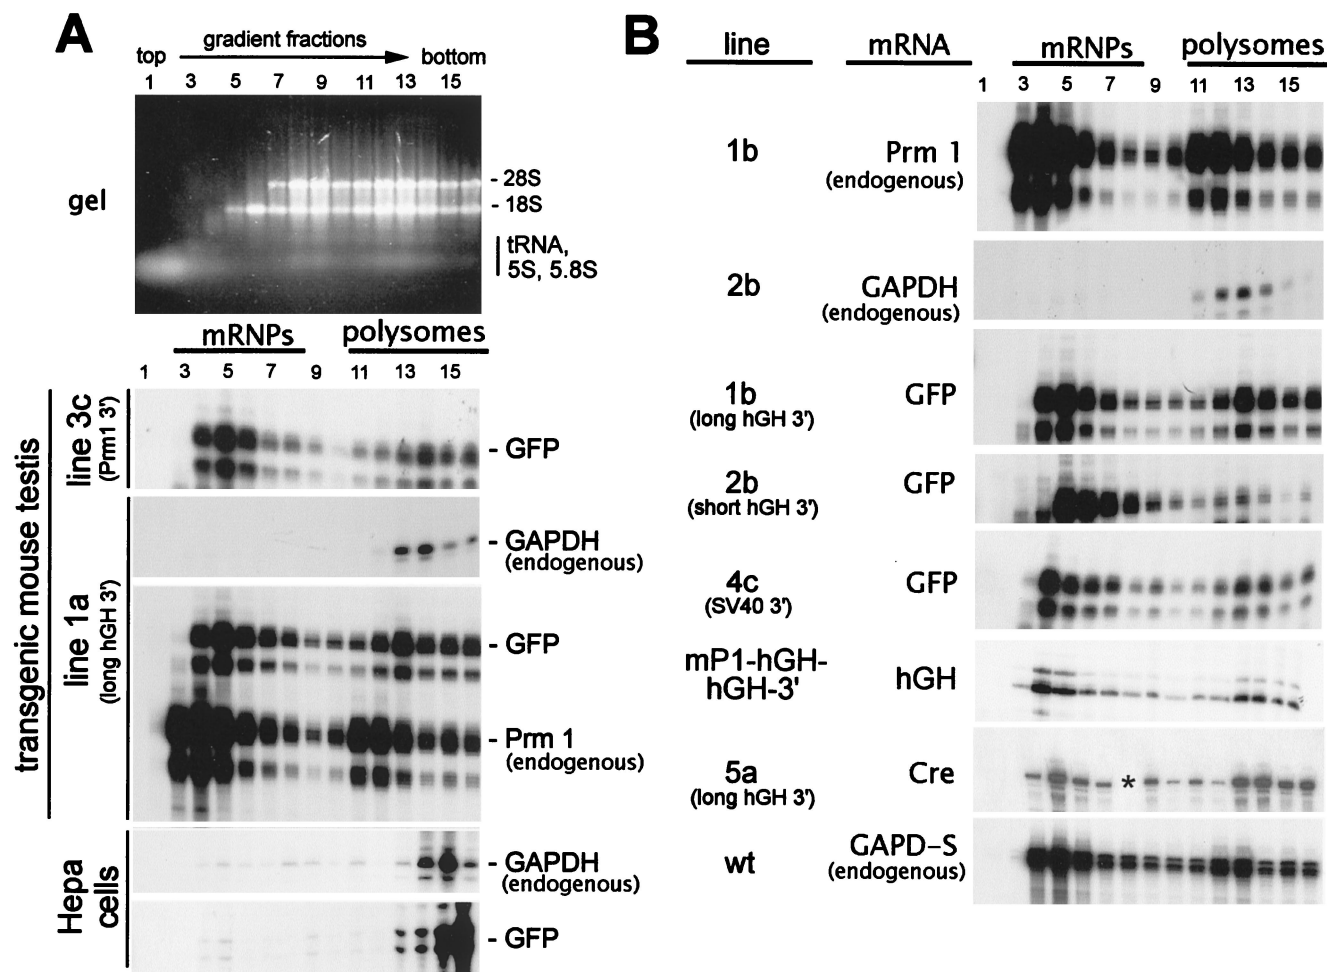 A
gradient fractions
top bottom
1 3 5 7 9 11 13 15
gel
- 28S
- 18S
tRNA,
5S, 5.8S
mRNPs polysomes
1 3 5 7 9 11 13 15
transgenic mouse testis
line 3c
(Prm1 3')
- GFP
- GAPDH
(endogenous)
line 1a
(long hGH 3')
- GFP
- Prm 1
(endogenous)
Hepa
cells
- GAPDH
(endogenous)
- GFP
B
line mRNA mRNPs polysomes
1 3 5 7 9 11 13 15
1b Prm 1
(endogenous)
2b GAPDH
(endogenous)
1b GFP
(long hGH 3')
2b GFP
(short hGH 3')
4c GFP
(SV40 3')
mP1-hGH-
hGH-3'
hGH
5a Cre
(long hGH 3')
*
wt GAPD-S
(endogenous)